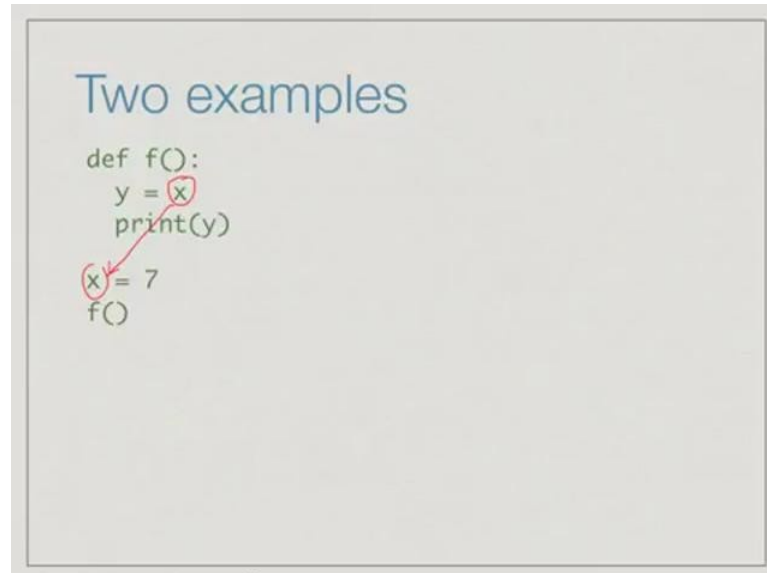 Two examples
def f():
y = x
print(y)
x = 7
f()